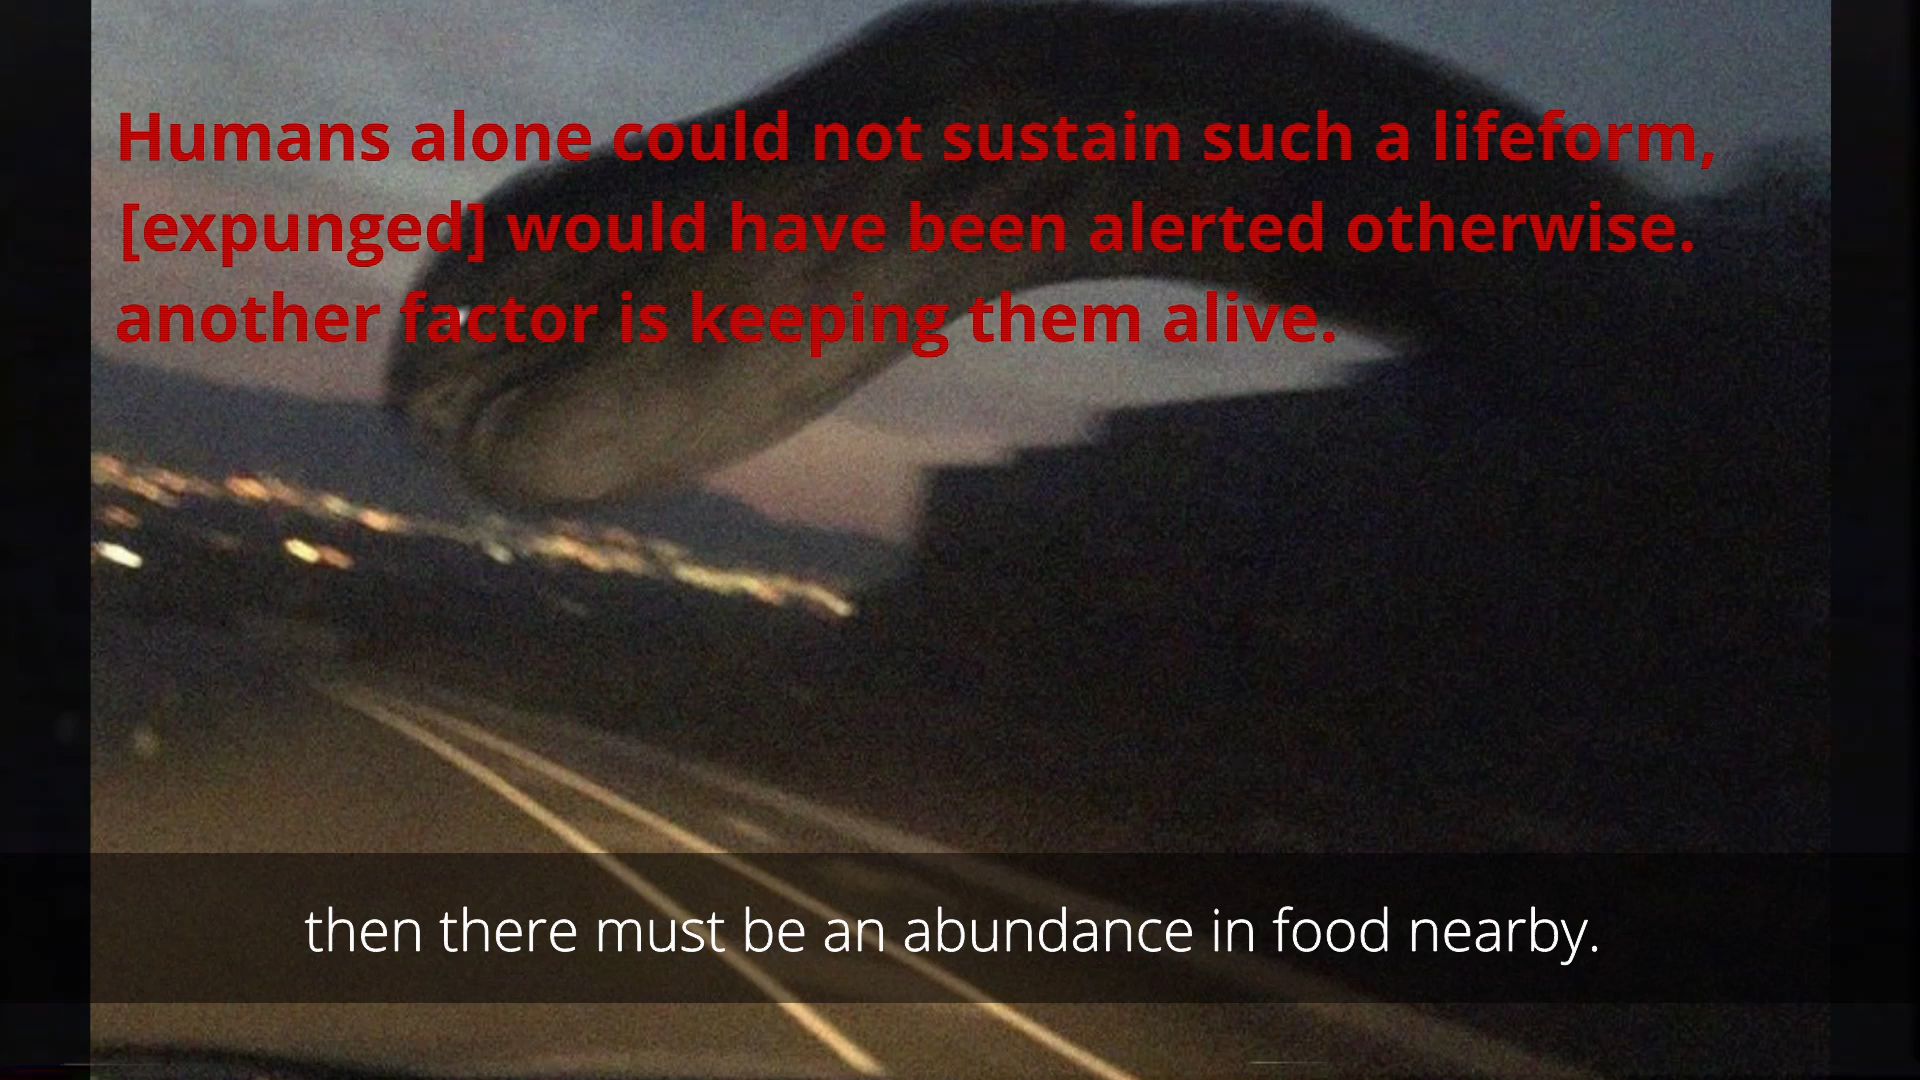 Humans alone could not sustain such a lifeform,
[expunged] would have been alerted otherwise.
another factor is keeping them alive.
then there must be an abundance in food nearby.